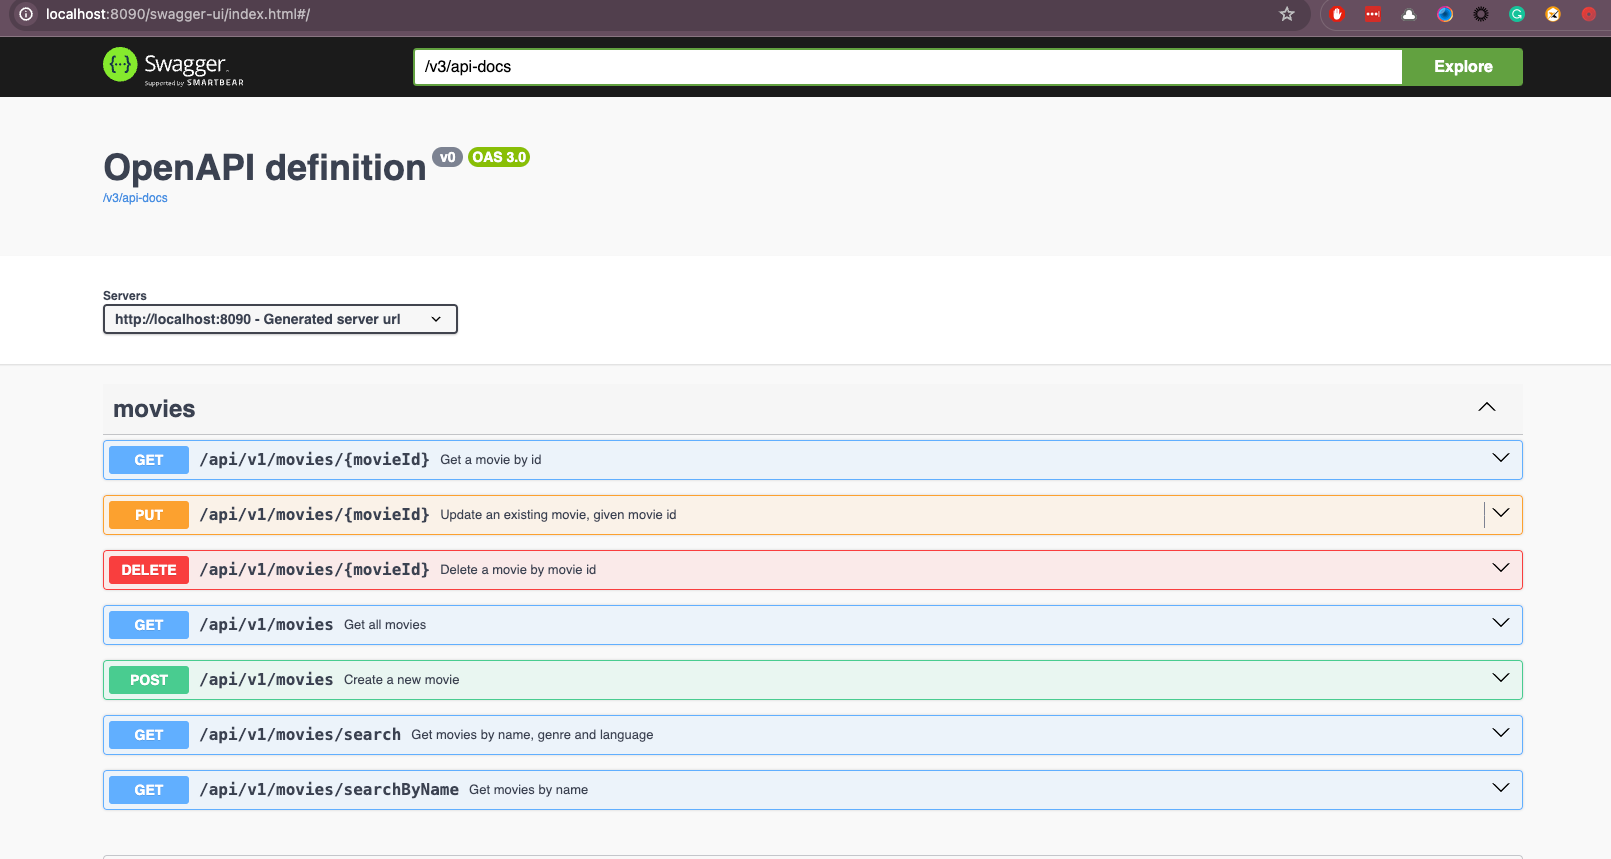 localhost:8090/swagger-ui/index.html#/
{...} Swagger
Supported by SMARTBEAR
/v3/api-docs
Explore
OpenAPI definition v0 OAS 3.0
/v3/api-docs
Servers
http://localhost:8090 - Generated server url
movies
GET /api/v1/movies/{movieId} Get a movie by id
PUT /api/v1/movies/{movieId} Update an existing movie, given movie id
DELETE /api/v1/movies/{movieId} Delete a movie by movie id
GET /api/v1/movies Get all movies
POST /api/v1/movies Create a new movie
GET /api/v1/movies/search Get movies by name, genre and language
GET /api/v1/movies/searchByName Get movies by name